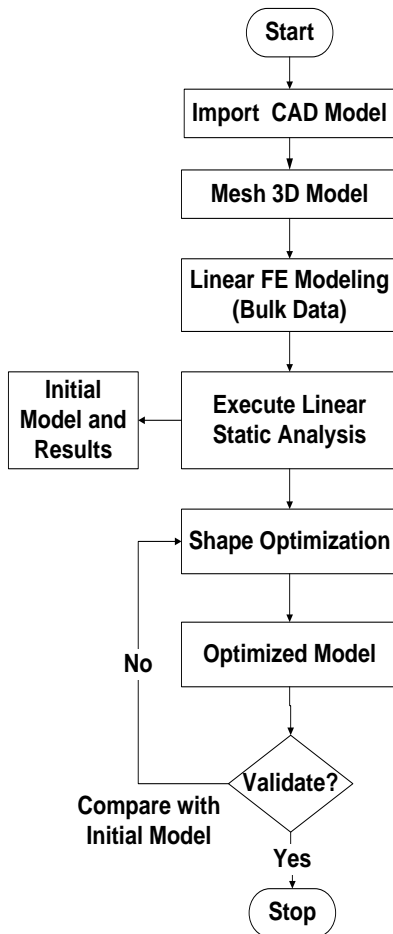 Start
Import CAD Model
Mesh 3D Model
Linear FE Modeling
(Bulk Data)
Initial
Model and
Results
Execute Linear
Static Analysis
Shape Optimization
No
Optimized Model
Validate?
Compare with
Initial Model
Yes
Stop